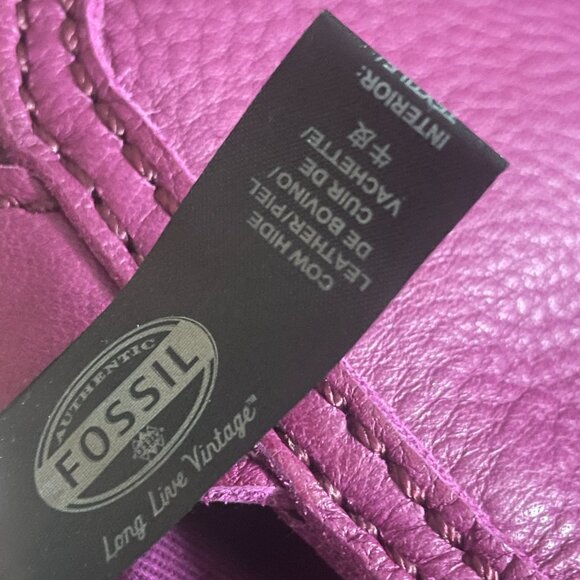 AUTHENTIC
FOSSIL
Long Live Vintage™
COW HIDE
LEATHER/PIEL
DE BOVINO/
CUIR DE
VACHETTE/
牛皮
INTERIOR: